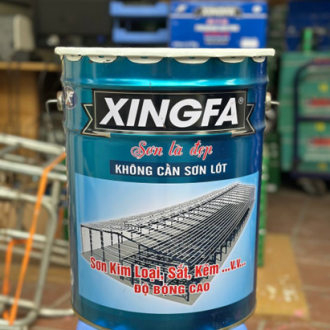 XINGFA
Sơn là đẹp
KHÔNG CẦN SƠN LÓT
Sơn Kim Loại, Sắt, Kẽm ...v.v...
ĐỘ BÓNG CAO